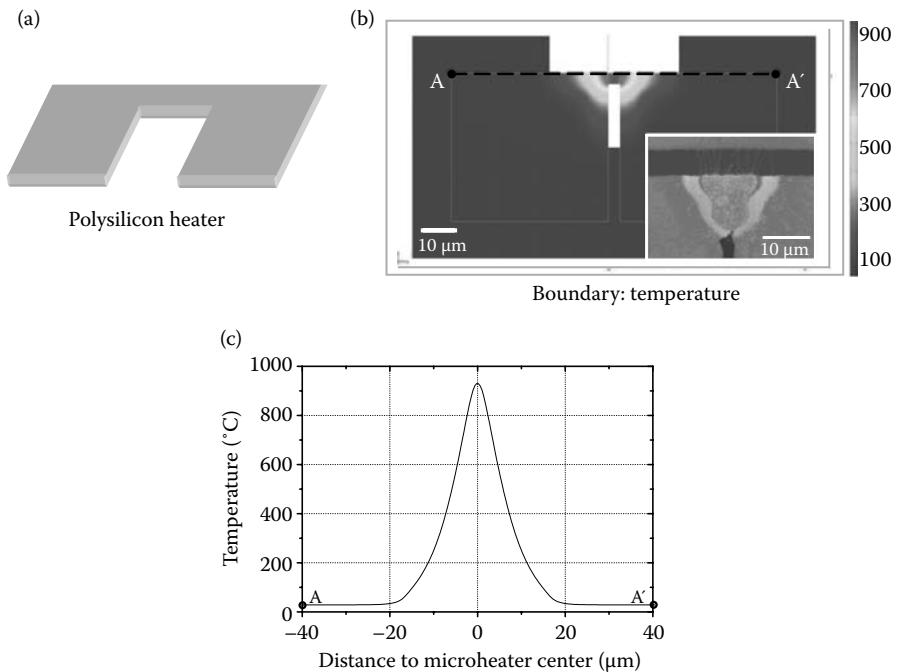 (a)
Polysilicon heater
(b)
A
A′
10 μm
10 μm
900
700
500
300
100
Boundary: temperature
(c)
1000
800
600
400
200
0
Temperature (˚C)
A
A′
−40
−20
0
20
40
Distance to microheater center (μm)